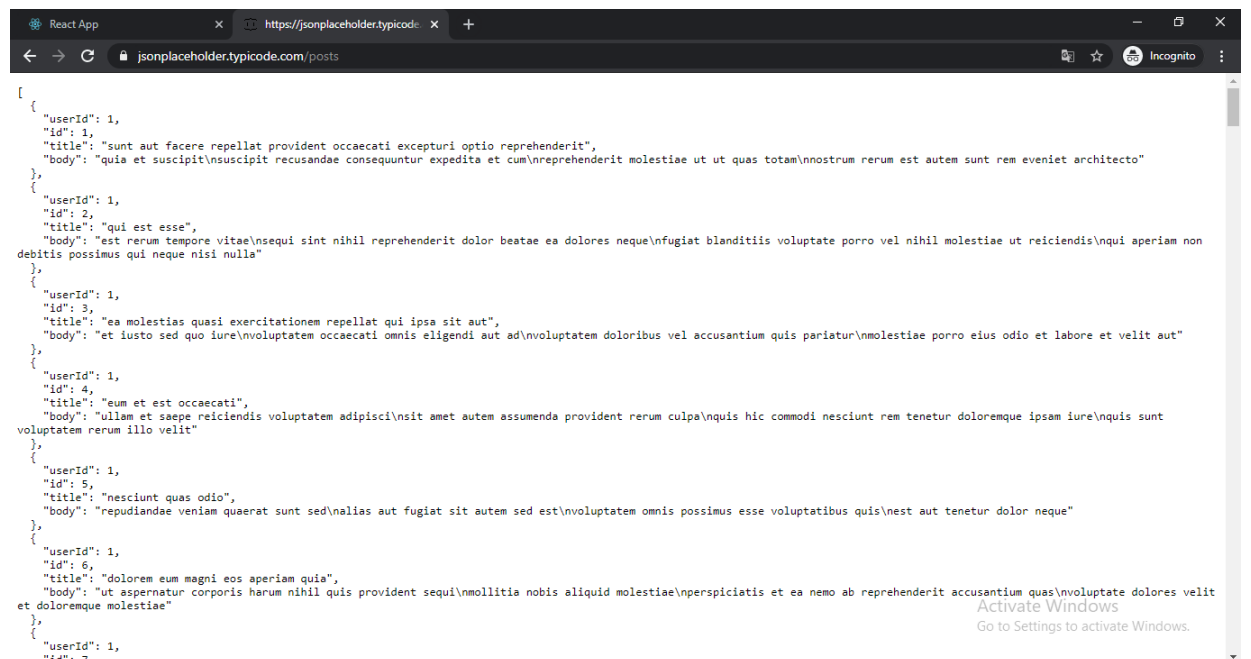 React App
https://jsonplaceholder.typicode.
jsonplaceholder.typicode.com/posts
Incognito
[
  {
    "userId": 1,
    "id": 1,
    "title": "sunt aut facere repellat provident occaecati excepturi optio reprehenderit",
    "body": "quia et suscipit\nsuscipit recusandae consequuntur expedita et cum\nreprehenderit molestiae ut ut quas totam\nnostrum rerum est autem sunt rem eveniet architecto"
  },
  {
    "userId": 1,
    "id": 2,
    "title": "qui est esse",
    "body": "est rerum tempore vitae\nsequi sint nihil reprehenderit dolor beatae ea dolores neque\nfugiat blanditiis voluptate porro vel nihil molestiae ut reiciendis\nqui aperiam non
debitis possimus qui neque nisi nulla"
  },
  {
    "userId": 1,
    "id": 3,
    "title": "ea molestias quasi exercitationem repellat qui ipsa sit aut",
    "body": "et iusto sed quo iure\nvoluptatem occaecati omnis eligendi aut ad\nvoluptatem doloribus vel accusantium quis pariatur\nmolestiae porro eius odio et labore et velit aut"
  },
  {
    "userId": 1,
    "id": 4,
    "title": "eum et est occaecati",
    "body": "ullam et saepe reiciendis voluptatem adipisci\nsit amet autem assumenda provident rerum culpa\nquis hic commodi nesciunt rem tenetur doloremque ipsam iure\nquis sunt
voluptatem rerum illo velit"
  },
  {
    "userId": 1,
    "id": 5,
    "title": "nesciunt quas odio",
    "body": "repudiandae veniam quaerat sunt sed\nalias aut fugiat sit autem sed est\nvoluptatem omnis possimus esse voluptatibus quis\nest aut tenetur dolor neque"
  },
  {
    "userId": 1,
    "id": 6,
    "title": "dolorem eum magni eos aperiam quia",
    "body": "ut aspernatur corporis harum nihil quis provident sequi\nmollitia nobis aliquid molestiae\nperspiciatis et ea nemo ab reprehenderit accusantium quas\nvoluptate dolores velit
et doloremque molestiae"
  },
  {
    "userId": 1,
Activate Windows
Go to Settings to activate Windows.